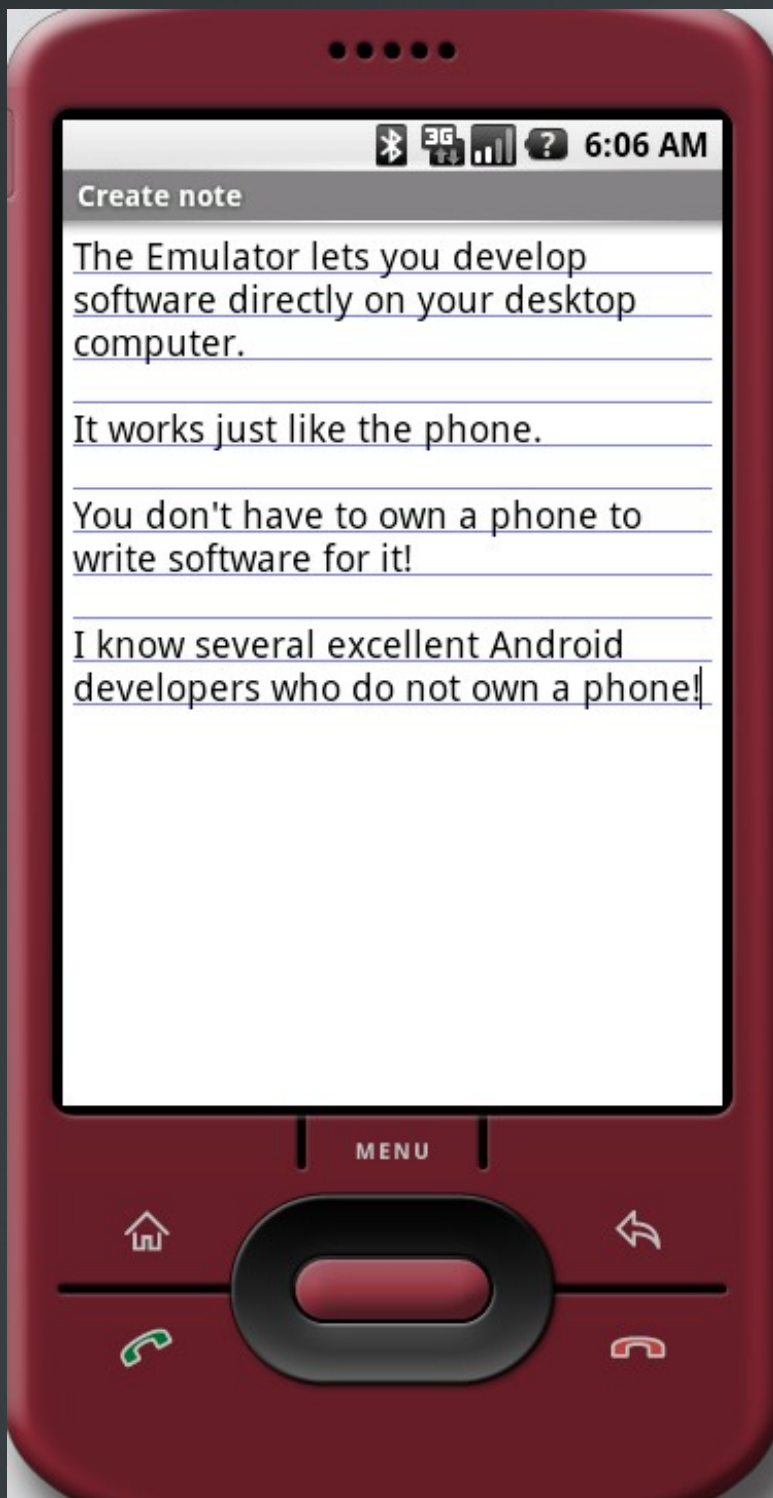 3G ? 6:06 AM
Create note
The Emulator lets you develop
software directly on your desktop
computer.
It works just like the phone.
You don't have to own a phone to
write software for it!
I know several excellent Android
developers who do not own a phone!
MENU